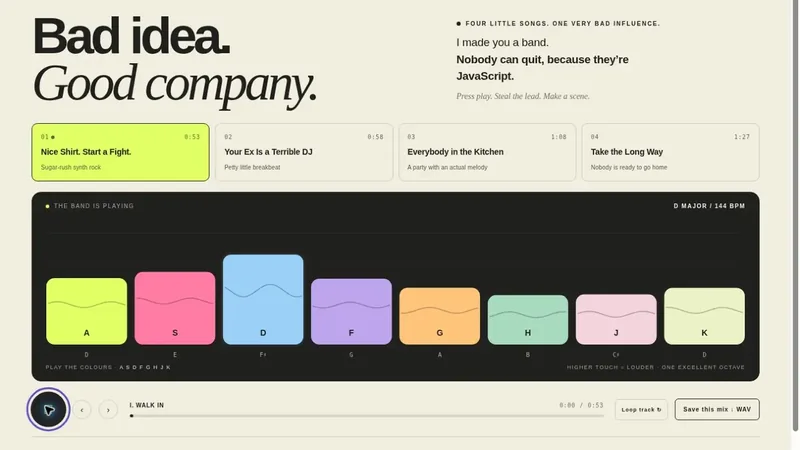 Bad idea.
Good company.
FOUR LITTLE SONGS. ONE VERY BAD INFLUENCE.
I made you a band.
Nobody can quit, because they're
JavaScript.
Press play. Steal the lead. Make a scene.
01 0:53
Nice Shirt. Start a Fight.
Sugar-rush synth rock
02 0:58
Your Ex Is a Terrible DJ
Petty little breakbeat
03 1:08
Everybody in the Kitchen
A party with an actual melody
04 1:27
Take the Long Way
Nobody is ready to go home
THE BAND IS PLAYING
D MAJOR / 144 BPM
A S D F G H J K
D E F♯ G A B C♯ D
PLAY THE COLOURS · A S D F G H J K
HIGHER TOUCH = LOUDER · ONE EXCELLENT OCTAVE
‹ ›
I. WALK IN
0:00 / 0:53
Loop track ↻
Save this mix ↓ WAV